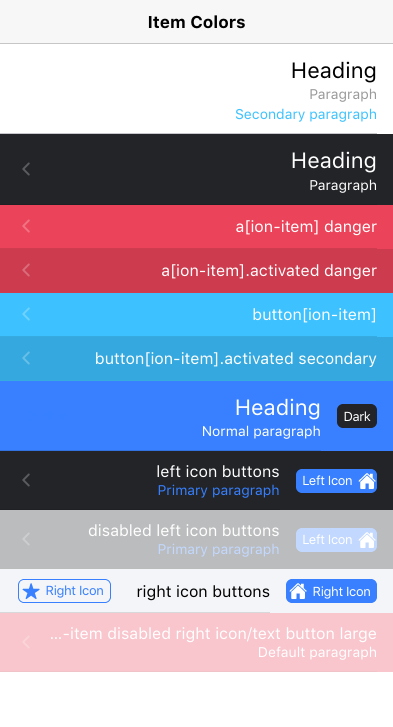 Item Colors
Heading
Paragraph
Secondary paragraph
Heading
Paragraph
a[ion-item] danger
a[ion-item].activated danger
button[ion-item]
button[ion-item].activated secondary
Heading
Normal paragraph
Dark
left icon buttons
Primary paragraph
Left Icon
disabled left icon buttons
Primary paragraph
Left Icon
Right Icon
right icon buttons
Right Icon
...-item disabled right icon/text button large
Default paragraph